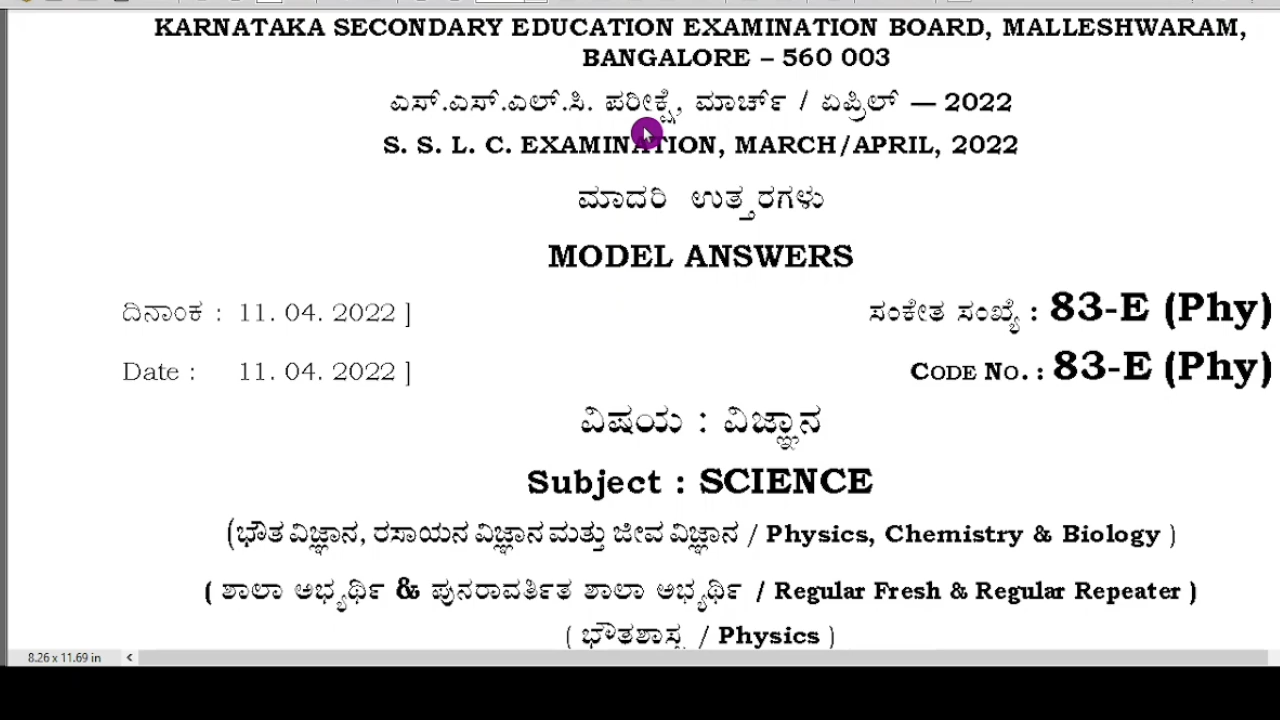 KARNATAKA SECONDARY EDUCATION EXAMINATION BOARD, MALLESHWARAM,
BANGALORE – 560 003
ಎಸ್.ಎಸ್.ಎಲ್.ಸಿ. ಪರೀಕ್ಷೆ, ಮಾರ್ಚ್ / ಏಪ್ರಿಲ್ — 2022
S. S. L. C. EXAMINATION, MARCH/APRIL, 2022
ಮಾದರಿ ಉತ್ತರಗಳು
MODEL ANSWERS
ದಿನಾಂಕ : 11. 04. 2022 ] ಸಂಕೇತ ಸಂಖ್ಯೆ : 83-E (Phy)
Date : 11. 04. 2022 ] CODE NO. : 83-E (Phy)
ವಿಷಯ : ವಿಜ್ಞಾನ
Subject : SCIENCE
(ಭೌತ ವಿಜ್ಞಾನ, ರಸಾಯನ ವಿಜ್ಞಾನ ಮತ್ತು ಜೀವ ವಿಜ್ಞಾನ / Physics, Chemistry & Biology )
( ಶಾಲಾ ಅಭ್ಯರ್ಥಿ & ಪುನರಾವರ್ತಿತ ಶಾಲಾ ಅಭ್ಯರ್ಥಿ / Regular Fresh & Regular Repeater )
( ಭೌತಶಾಸ್ತ್ರ / Physics )
8.26 x 11.69 in